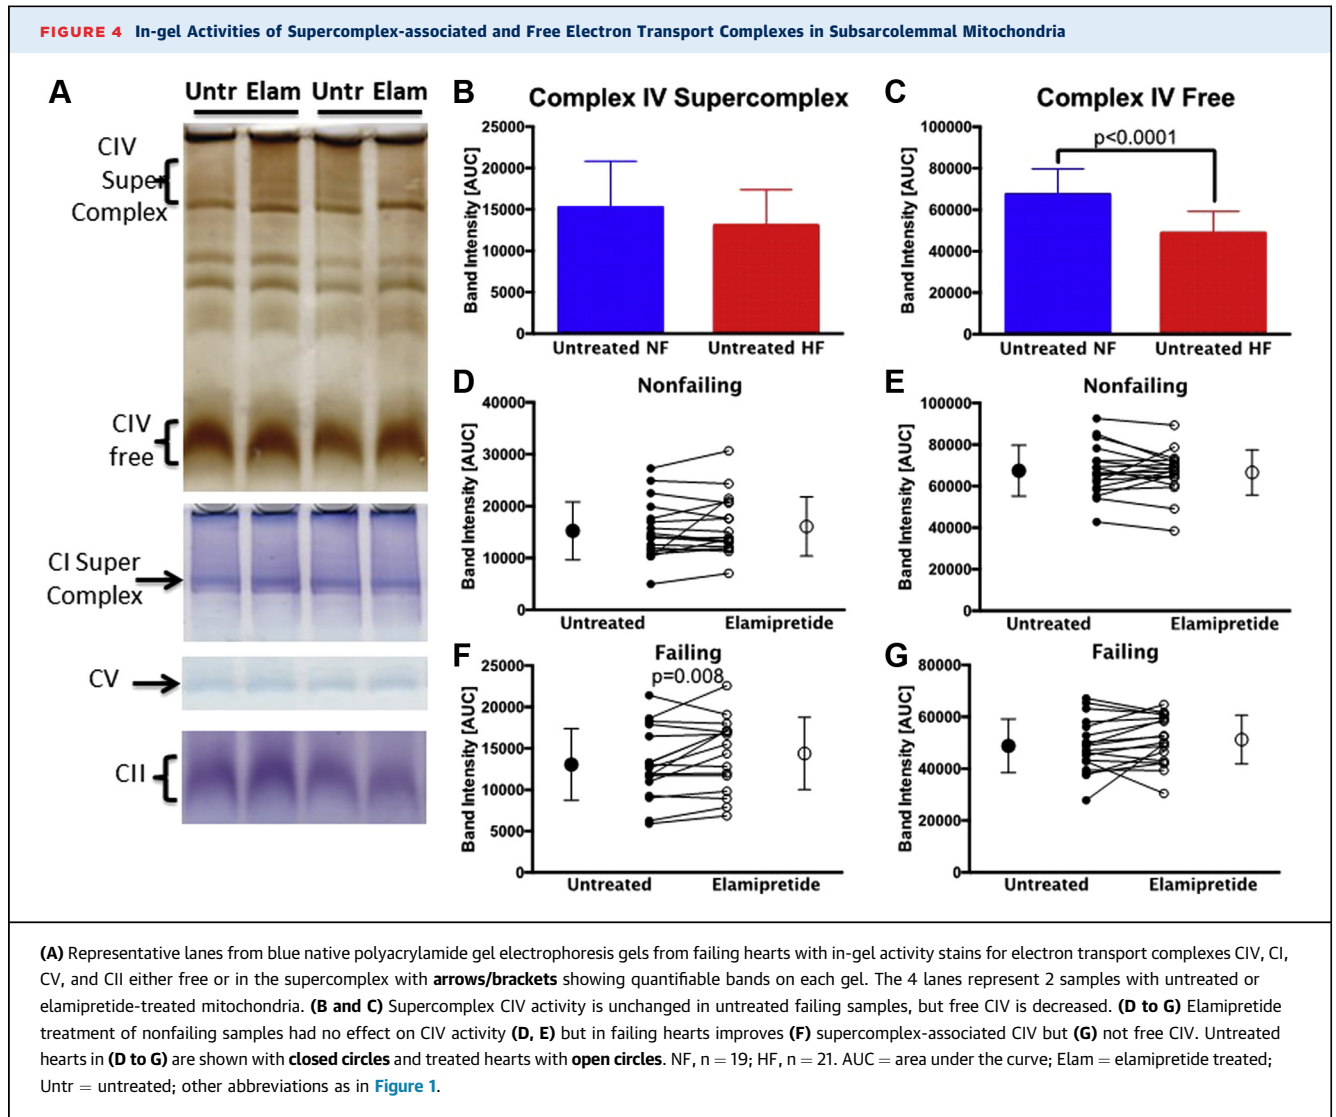 FIGURE 4 In-gel Activities of Supercomplex-associated and Free Electron Transport Complexes in Subsarcolemmal Mitochondria
A
Untr Elam Untr Elam
CIV
Super
Complex
CIV
free
CI Super
Complex
CV
CII
B
Complex IV Supercomplex
Band Intensity [AUC]
25000
20000
15000
10000
5000
0
Untreated NF Untreated HF
C
Complex IV Free
p<0.0001
Band Intensity [AUC]
100000
80000
60000
40000
20000
0
Untreated NF Untreated HF
D
Nonfailing
Band Intensity [AUC]
40000
30000
20000
10000
0
Untreated Elamipretide
E
Nonfailing
Band Intensity [AUC]
100000
80000
60000
40000
20000
0
Untreated Elamipretide
F
Failing
p=0.008
Band Intensity [AUC]
25000
20000
15000
10000
5000
0
Untreated Elamipretide
G
Failing
Band Intensity [AUC]
80000
60000
40000
20000
0
Untreated Elamipretide
(A) Representative lanes from blue native polyacrylamide gel electrophoresis gels from failing hearts with in-gel activity stains for electron transport complexes CIV, CI,
CV, and CII either free or in the supercomplex with arrows/brackets showing quantifiable bands on each gel. The 4 lanes represent 2 samples with untreated or
elamipretide-treated mitochondria. (B and C) Supercomplex CIV activity is unchanged in untreated failing samples, but free CIV is decreased. (D to G) Elamipretide
treatment of nonfailing samples had no effect on CIV activity (D, E) but in failing hearts improves (F) supercomplex-associated CIV but (G) not free CIV. Untreated
hearts in (D to G) are shown with closed circles and treated hearts with open circles. NF, n = 19; HF, n = 21. AUC = area under the curve; Elam = elamipretide treated;
Untr = untreated; other abbreviations as in Figure 1.